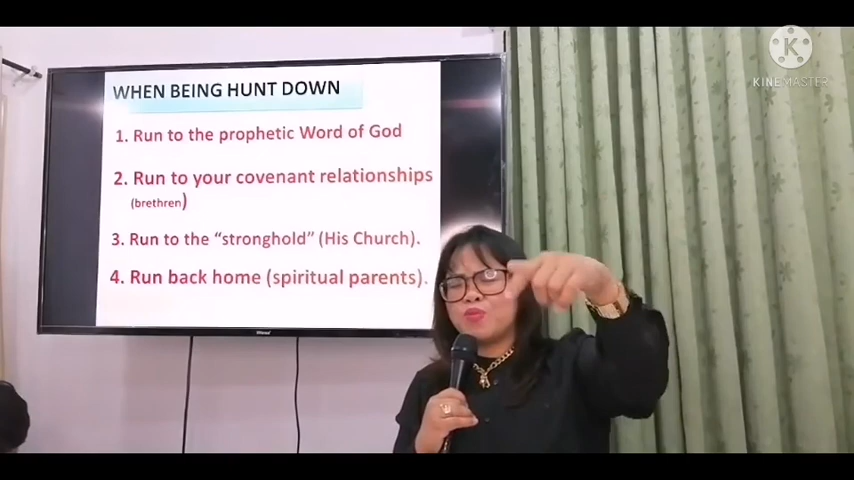 WHEN BEING HUNT DOWN
1. Run to the prophetic Word of God
2. Run to your covenant relationships
(brethren)
3. Run to the “stronghold” (His Church).
4. Run back home (spiritual parents).
K
KINEMASTER